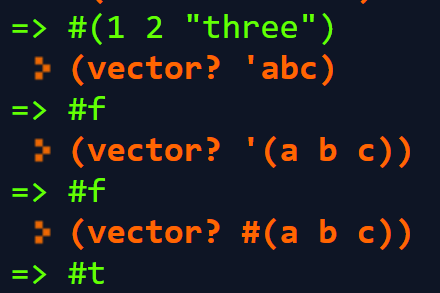 => #(1 2 "three")
(vector? 'abc)
=> #f
(vector? '(a b c))
=> #f
(vector? #(a b c))
=> #t